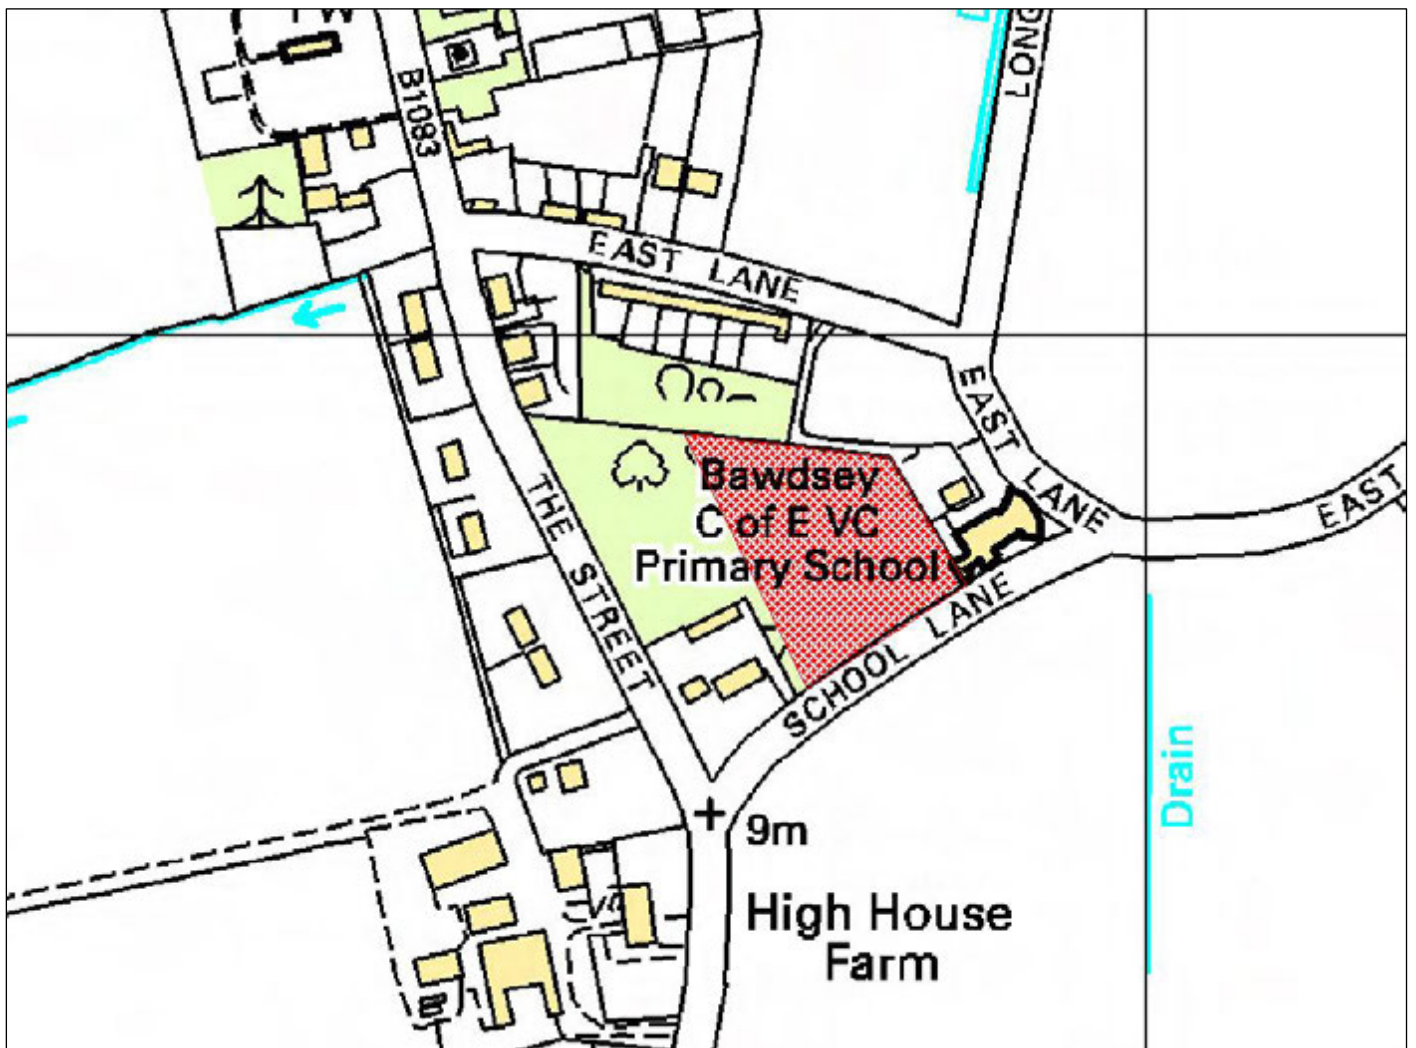 B1083
EAST LANE
EAST LANE
EAST
THE STREET
Bawdsey
C of E VC
Primary School
SCHOOL LANE
9m
High House
Farm
Drain